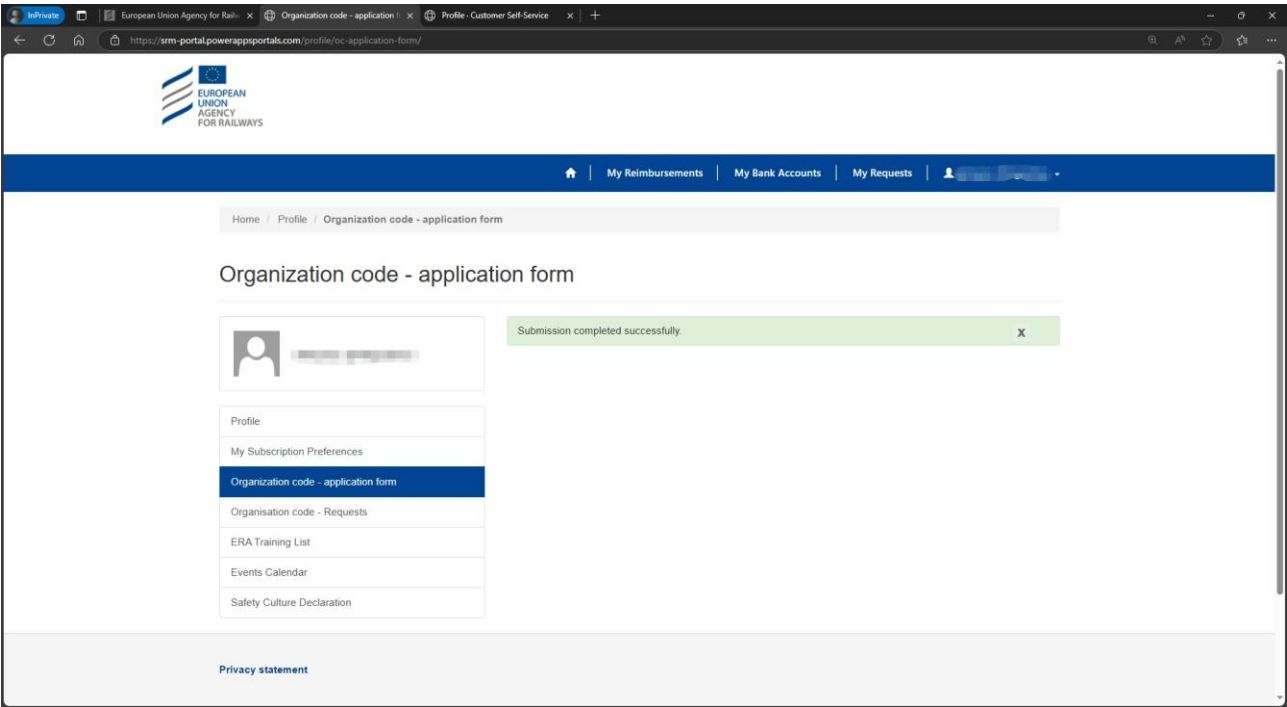 InPrivate
European Union Agency for Railw
Organization code - application f
Profile · Customer Self-Service
https://srm-portal.powerappsportals.com/profile/oc-application-form/
EUROPEAN
UNION
AGENCY
FOR RAILWAYS
My Reimbursements
My Bank Accounts
My Requests
Home / Profile / Organization code - application form
Organization code - application form
Submission completed successfully.
X
Profile
My Subscription Preferences
Organization code - application form
Organisation code - Requests
ERA Training List
Events Calendar
Safety Culture Declaration
Privacy statement